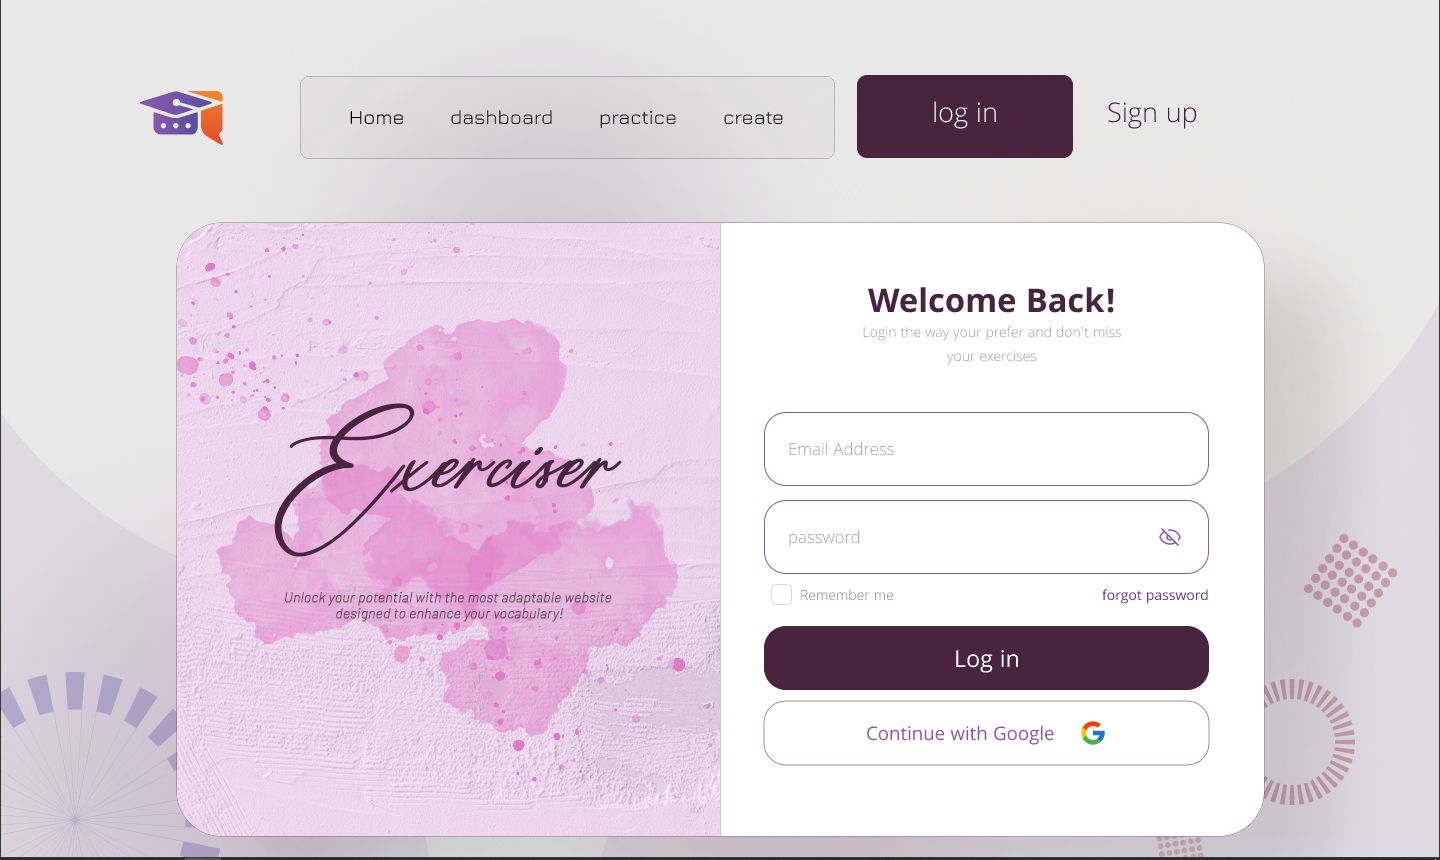 Home dashboard practice create log in Sign up
Exerciser
Unlock your potential with the most adaptable website
designed to enhance your vocabulary!
Welcome Back!
Login the way your prefer and don't miss
your exercises
Email Address
password
Remember me forgot password
Log in
Continue with Google